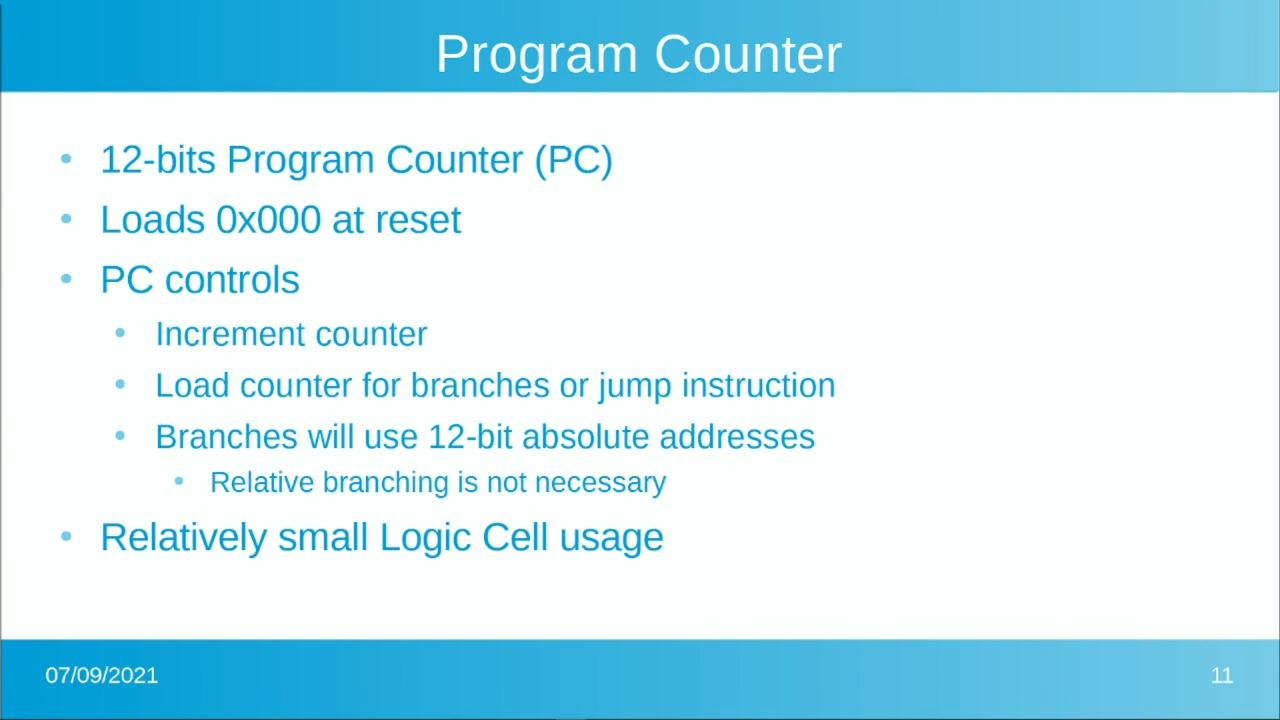 Program Counter
• 12-bits Program Counter (PC)
• Loads 0x000 at reset
• PC controls
• Increment counter
• Load counter for branches or jump instruction
• Branches will use 12-bit absolute addresses
• Relative branching is not necessary
• Relatively small Logic Cell usage
07/09/2021
11